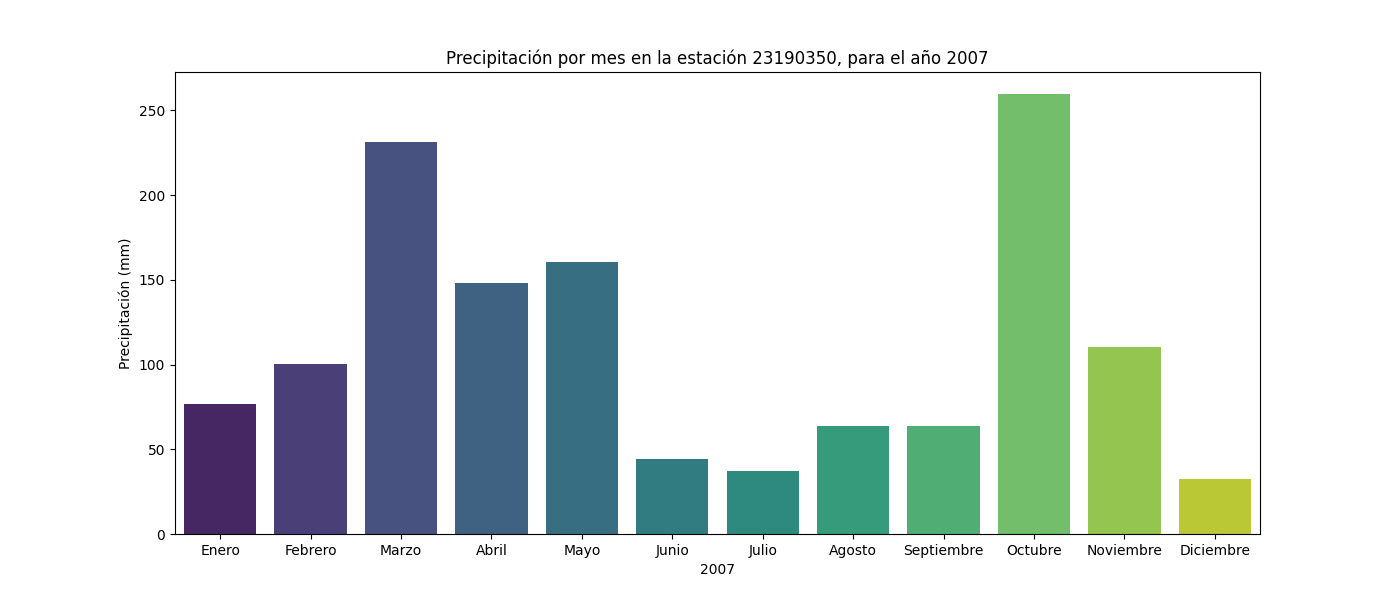 Precipitación por mes en la estación 23190350, para el año 2007
Precipitación (mm)
250
200
150
100
50
0
Enero Febrero Marzo Abril Mayo Junio Julio Agosto Septiembre Octubre Noviembre Diciembre
2007